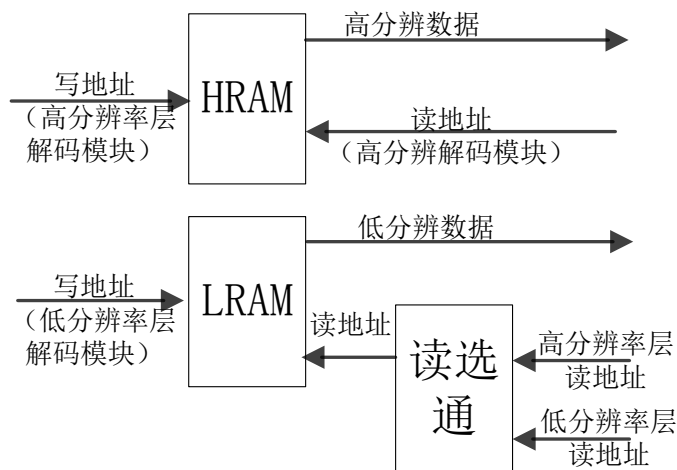 高分辨数据
写地址
（高分辨率层
解码模块）
HRAM
读地址
（高分辨解码模块）
低分辨数据
写地址
（低分辨率层
解码模块）
LRAM
读地址
读选
通
高分辨率层
读地址
低分辨率层
读地址